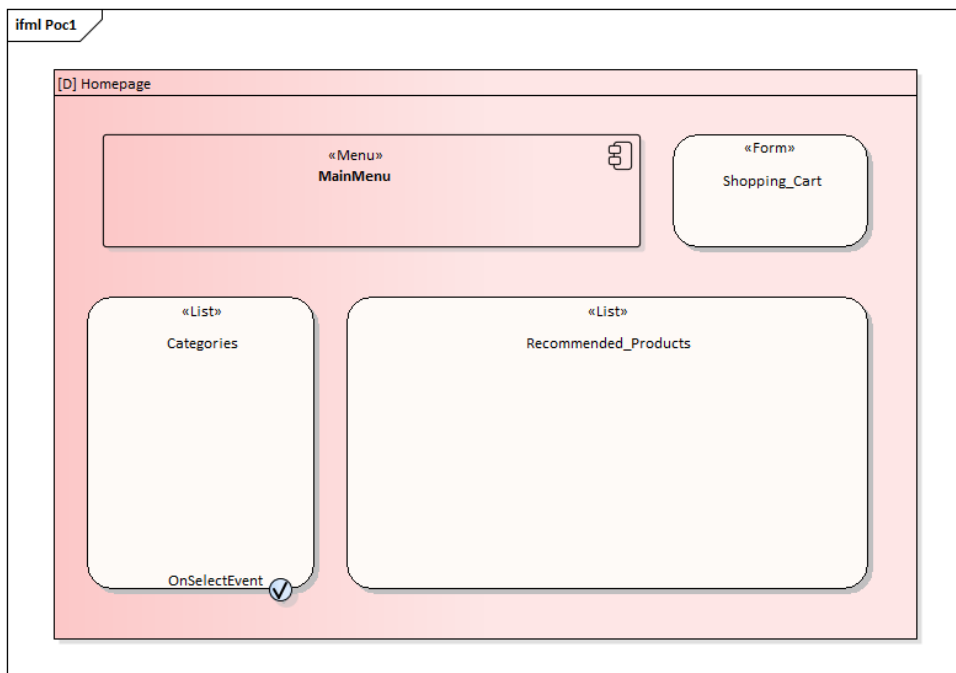 ifml Poc1
[D] Homepage
«Menu»
MainMenu
«Form»
Shopping_Cart
«List»
Categories
OnSelectEvent
«List»
Recommended_Products